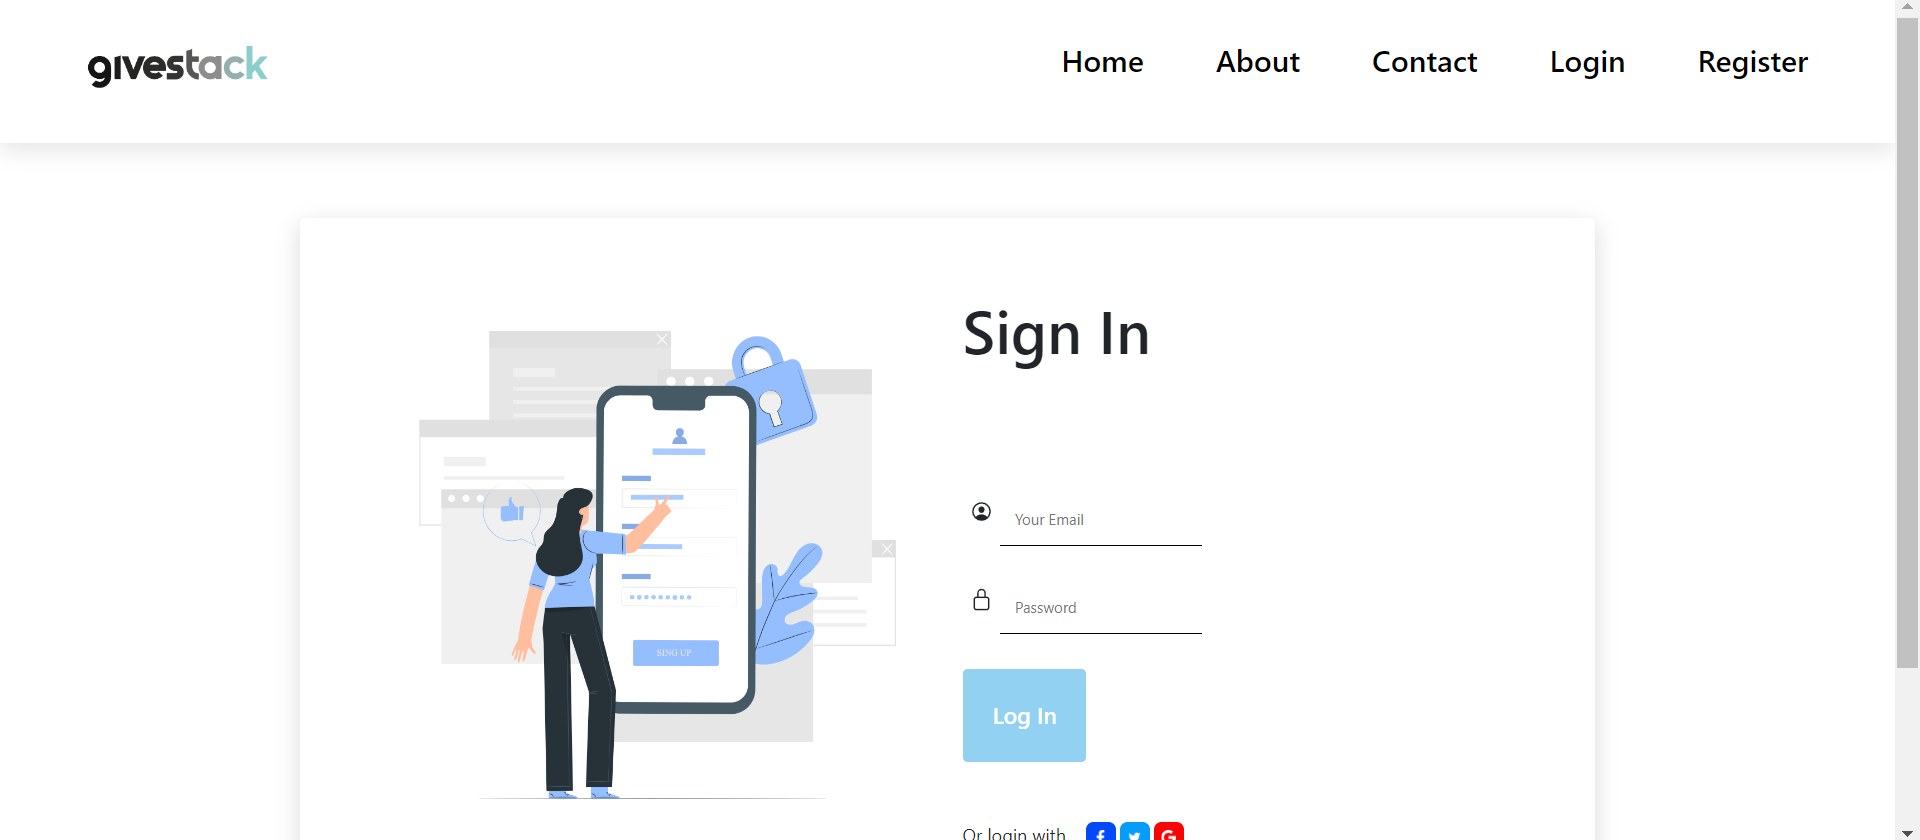 givestack
Home
About
Contact
Login
Register
Sign In
Your Email
Password
Log In
Or login with
SING UP